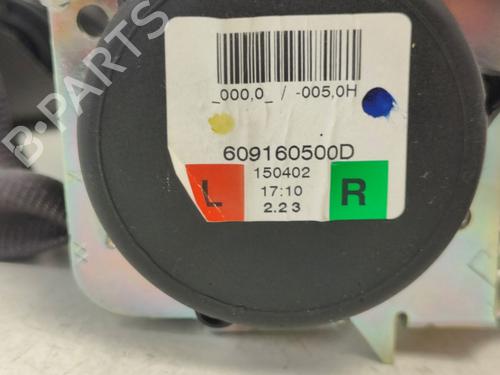 B-PARTS
_000,0_ / -005,0H
609160500D
150402
L 17:10 R
2.23